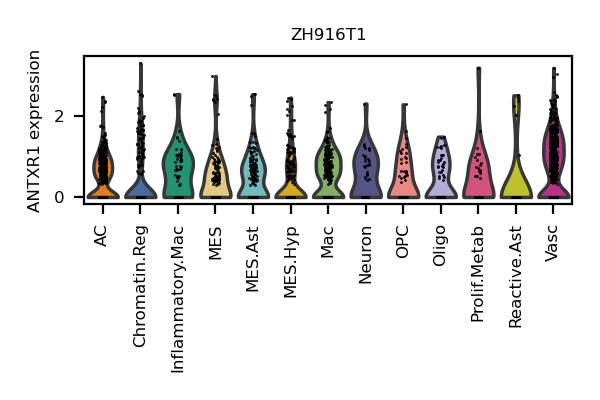 ZH916T1
ANTXR1 expression
2
0
AC
Chromatin.Reg
Inflammatory.Mac
MES
MES.Ast
MES.Hyp
Mac
Neuron
OPC
Oligo
Prolif.Metab
Reactive.Ast
Vasc